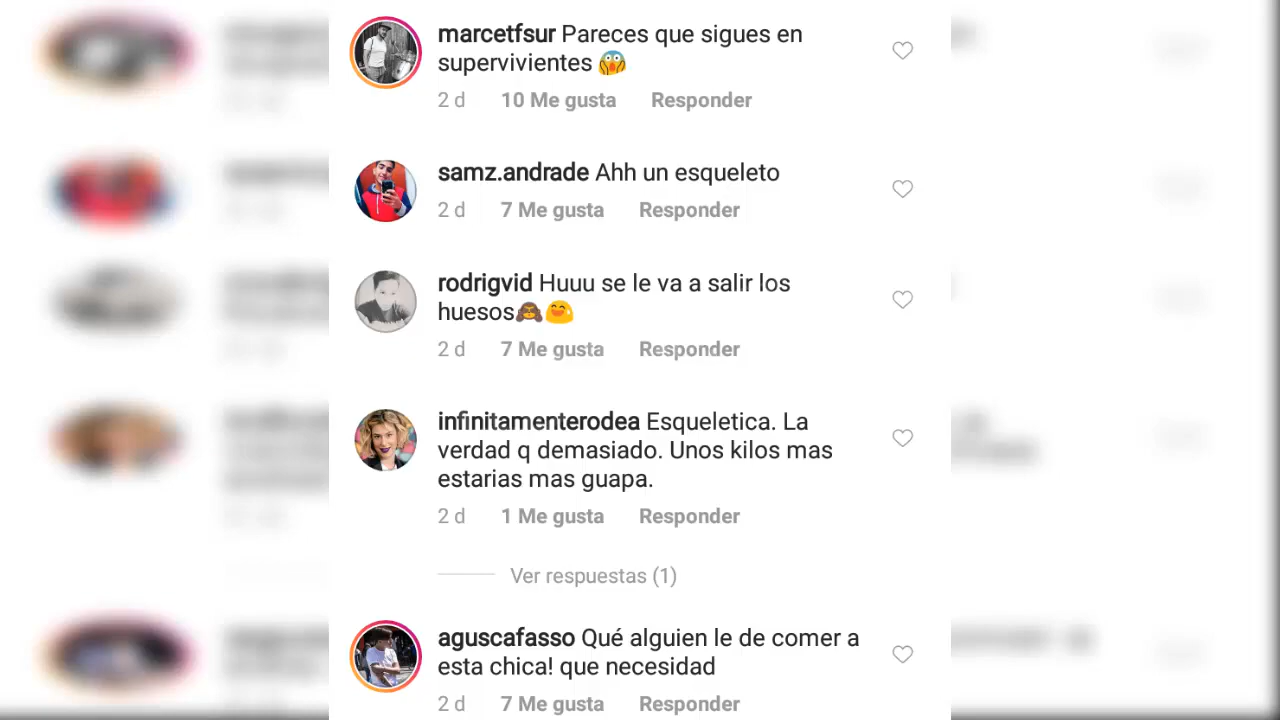 marcetfsur Pareces que sigues en
supervivientes 😱
2 d 10 Me gusta Responder
samz.andrade Ahh un esqueleto
2 d 7 Me gusta Responder
rodrigvid Huuu se le va a salir los
huesos🙈😅
2 d 7 Me gusta Responder
infinitamenterodea Esqueletica. La
verdad q demasiado. Unos kilos mas
estarias mas guapa.
2 d 1 Me gusta Responder
Ver respuestas (1)
aguscafasso Qué alguien le de comer a
esta chica! que necesidad
2 d 7 Me gusta Responder